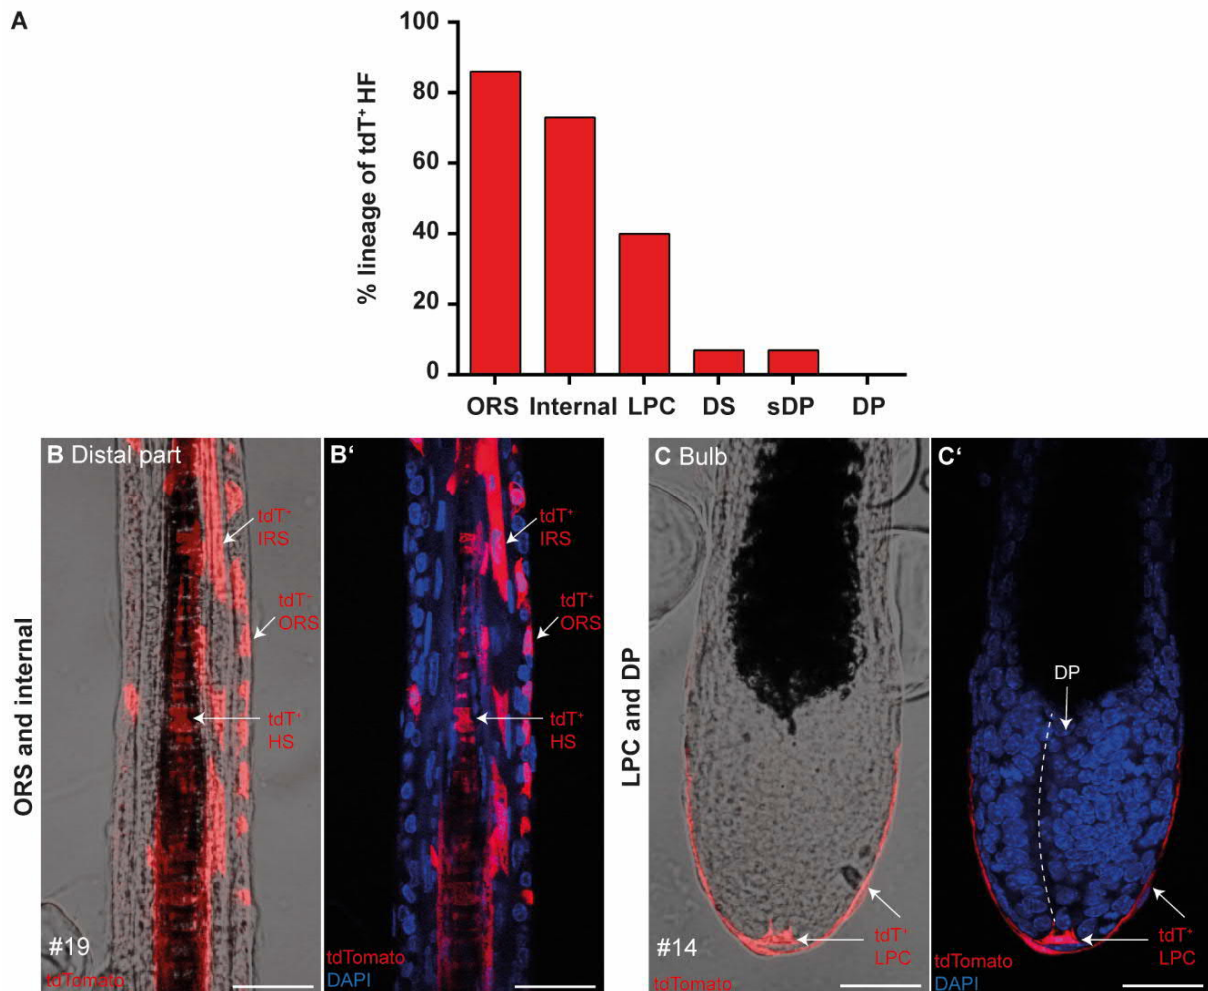 A
% lineage of tdT⁺ HF
100
80
60
40
20
0
ORS Internal LPC DS sDP DP
ORS and internal
B Distal part
tdT⁺
IRS
tdT⁺
ORS
tdT⁺
HS
#19
tdTomato
B‘
tdT⁺
IRS
tdT⁺
ORS
tdT⁺
HS
tdTomato
DAPI
LPC and DP
C Bulb
tdT⁺
LPC
#14
tdTomato
C‘
DP
tdT⁺
LPC
tdTomato
DAPI